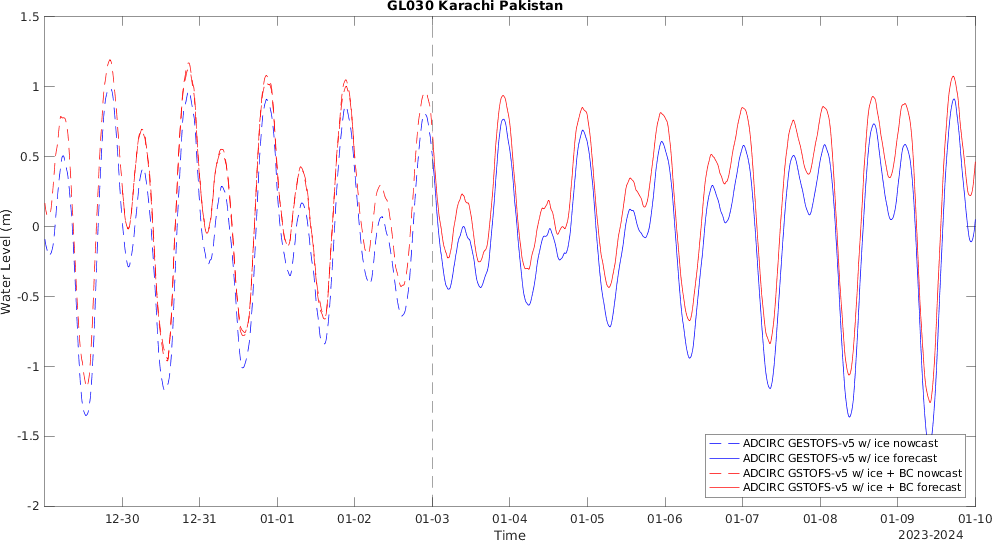 GL030 Karachi Pakistan
1.5
1
0.5
0
-0.5
-1
-1.5
-2
Water Level (m)
ADCIRC GESTOFS-v5 w/ ice nowcast
ADCIRC GESTOFS-v5 w/ ice forecast
ADCIRC GSTOFS-v5 w/ ice + BC nowcast
ADCIRC GSTOFS-v5 w/ ice + BC forecast
12-30 12-31 01-01 01-02 01-03 01-04 01-05 01-06 01-07 01-08 01-09 01-10
Time
2023-2024